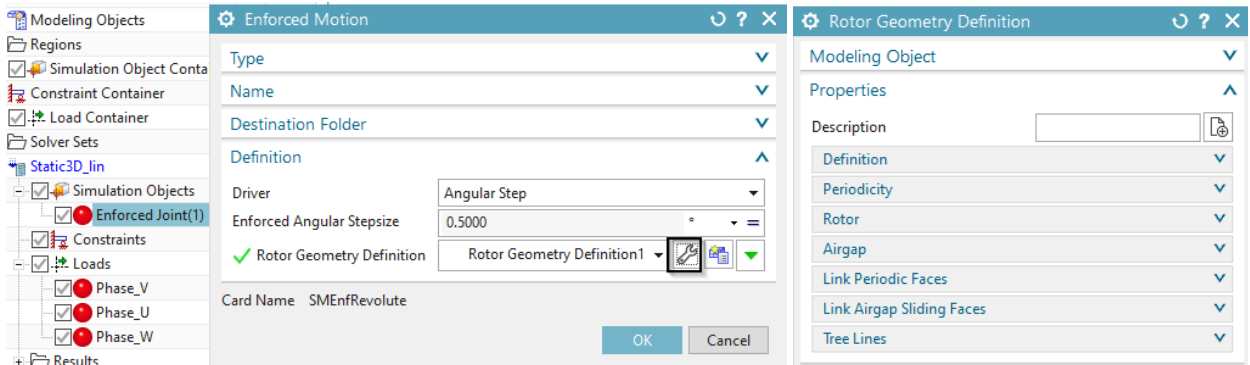 Modeling Objects
Regions
Simulation Object Conta
Constraint Container
Load Container
Solver Sets
Static3D_lin
Simulation Objects
Enforced Joint(1)
Constraints
Loads
Phase_V
Phase_U
Phase_W
Results
Enforced Motion
Type
Name
Destination Folder
Definition
Driver
Angular Step
Enforced Angular Stepsize
0.5000 ° =
Rotor Geometry Definition
Rotor Geometry Definition1
Card Name SMEnfRevolute
OK Cancel
Rotor Geometry Definition
Modeling Object
Properties
Description
Definition
Periodicity
Rotor
Airgap
Link Periodic Faces
Link Airgap Sliding Faces
Tree Lines